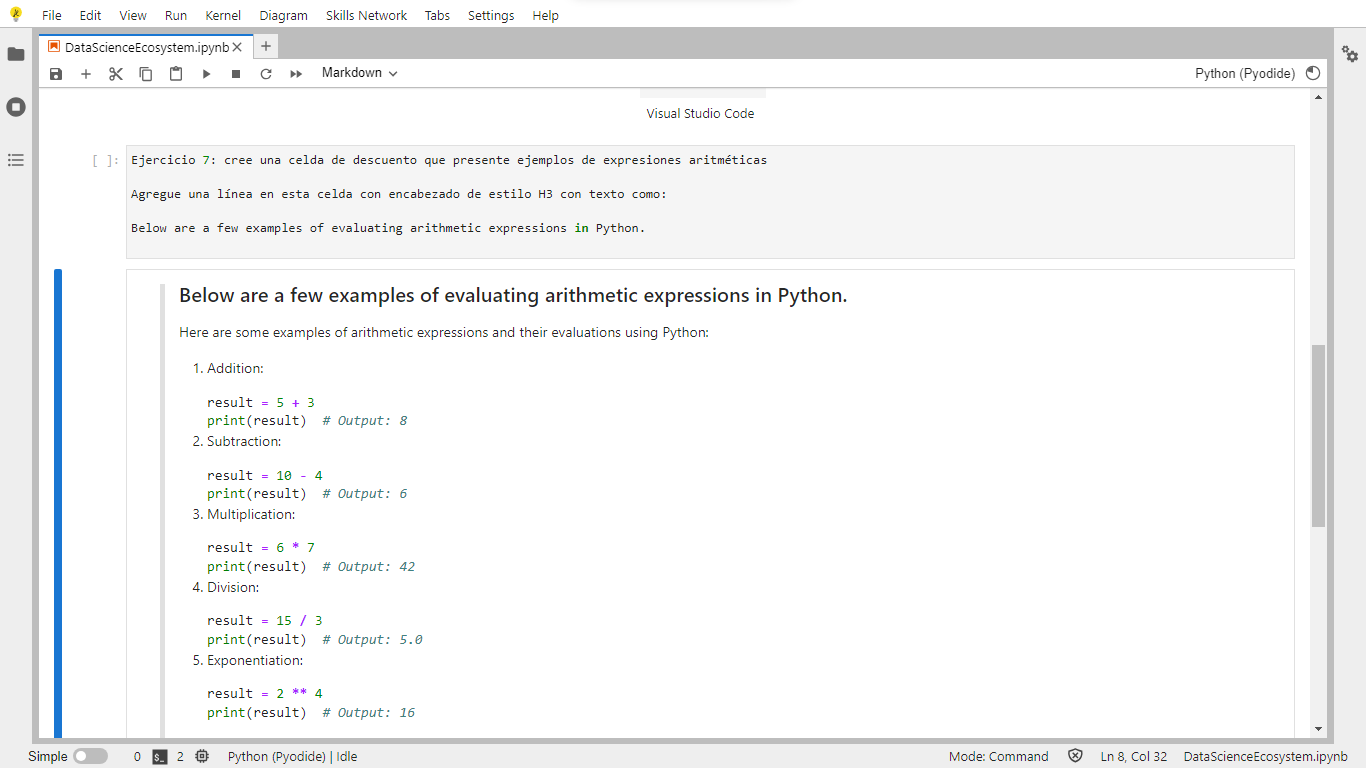 File Edit View Run Kernel Diagram Skills Network Tabs Settings Help
DataScienceEcosystem.ipynb
Markdown
Python (Pyodide)
Visual Studio Code
[ ]:
Ejercicio 7: cree una celda de descuento que presente ejemplos de expresiones aritméticas
Agregue una línea en esta celda con encabezado de estilo H3 con texto como:
Below are a few examples of evaluating arithmetic expressions in Python.
Below are a few examples of evaluating arithmetic expressions in Python.
Here are some examples of arithmetic expressions and their evaluations using Python:
1. Addition:
result = 5 + 3
print(result)  # Output: 8
2. Subtraction:
result = 10 - 4
print(result)  # Output: 6
3. Multiplication:
result = 6 * 7
print(result)  # Output: 42
4. Division:
result = 15 / 3
print(result)  # Output: 5.0
5. Exponentiation:
result = 2 ** 4
print(result)  # Output: 16
Simple 0 $_ 2 Python (Pyodide) | Idle Mode: Command Ln 8, Col 32 DataScienceEcosystem.ipynb